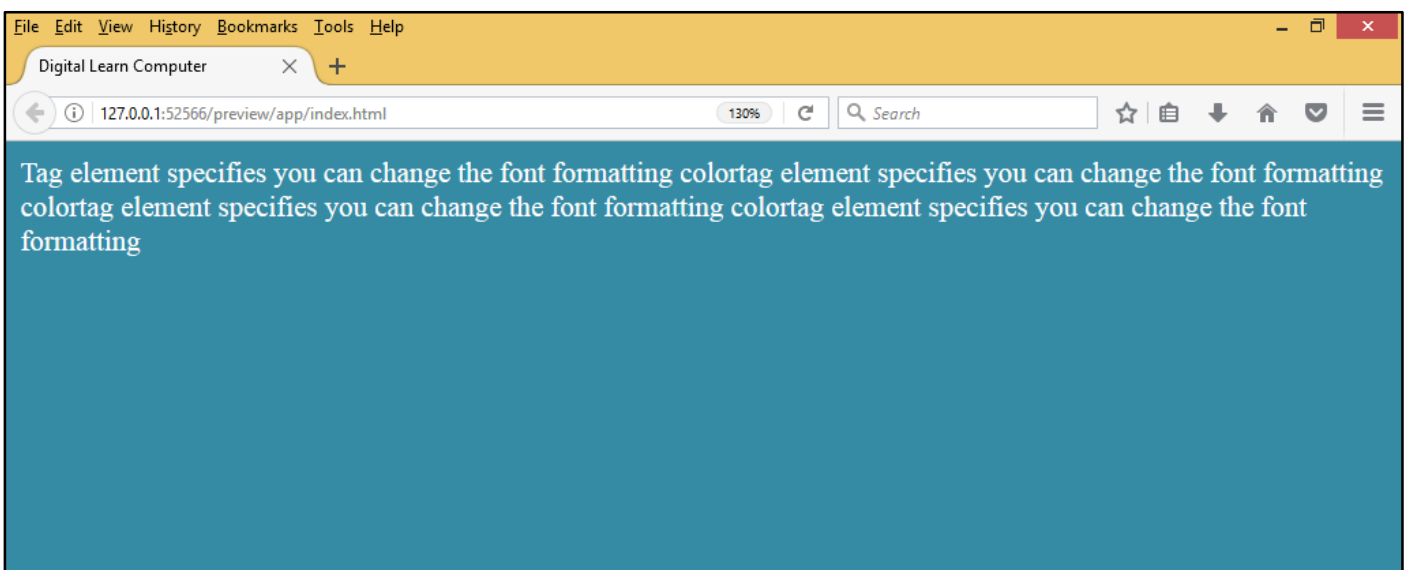 File Edit View History Bookmarks Tools Help
Digital Learn Computer
127.0.0.1:52566/preview/app/index.html 130% Search
Tag element specifies you can change the font formatting colortag element specifies you can change the font formatting
colortag element specifies you can change the font formatting colortag element specifies you can change the font
formatting